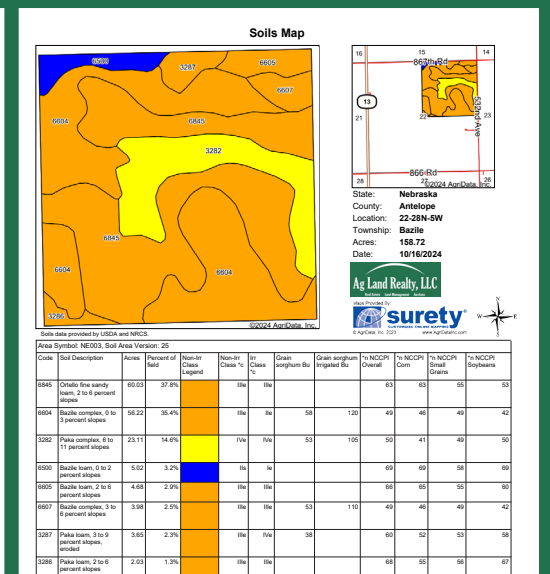 Soils Map
6500
3287
6605
6607
6604
6845
3282
6845
6604
6604
3286
©2024 AgriData, Inc.
Soils data provided by USDA and NRCS.
16
15
14
867th Rd
13
532nd Ave
21
22
23
866 Rd
28
27
26
©2024 AgriData, Inc.
State: Nebraska
County: Antelope
Location: 22-28N-5W
Township: Bazile
Acres: 158.72
Date: 10/16/2024
Ag Land Realty, LLC
Real Estate Land Management Auctions
Maps Provided By:
surety®
CUSTOMIZED ONLINE MAPPING
© AgriData, Inc. 2023 www.AgriDataInc.com
N
W E
S
Area Symbol: NE003, Soil Area Version: 25
Code Soil Description Acres Percent of field Non-Irr Class Legend Non-Irr Class *c Irr Class *c Grain sorghum Bu Grain sorghum Irrigated Bu *n NCCPI Overall *n NCCPI Corn *n NCCPI Small Grains *n NCCPI Soybeans
6845 Ortello fine sandy loam, 2 to 6 percent slopes 60.03 37.8% IIIe IIIe 63 63 55 53
6604 Bazile complex, 0 to 3 percent slopes 56.22 35.4% IIIe IIIe 58 120 49 46 49 42
3282 Paka complex, 6 to 11 percent slopes 23.11 14.6% IVe IVe 53 105 50 41 49 50
6500 Bazile loam, 0 to 2 percent slopes 5.02 3.2% IIs Ie 69 69 58 69
6605 Bazile loam, 2 to 6 percent slopes 4.68 2.9% IIIe IIIe 66 65 55 60
6607 Bazile complex, 3 to 6 percent slopes 3.98 2.5% IIIe IIIe 49 46 49 42
3287 Paka loam, 3 to 9 percent slopes, eroded 3.65 2.3% IIIe IVe 38 60 52 53 58
3286 Paka loam, 2 to 6 percent slopes 2.03 1.3% IIIe IIIe 68 55 56 67